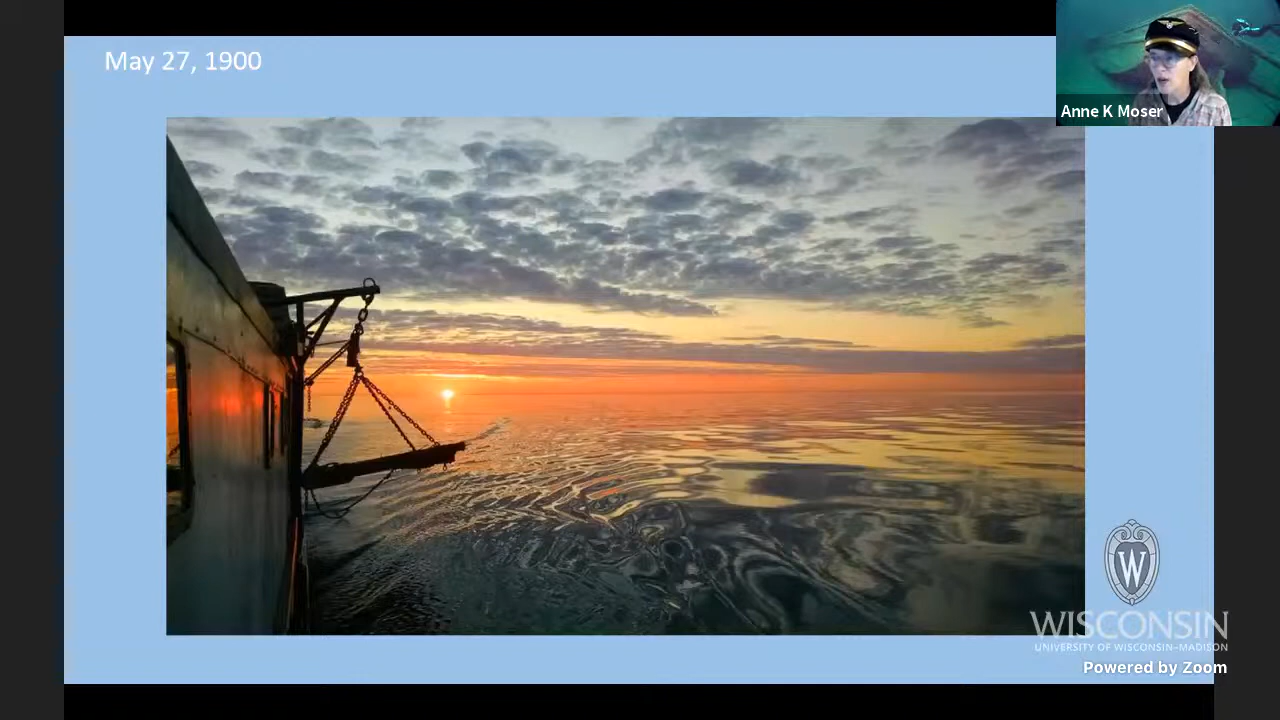 May 27, 1900
Anne K Moser
W
WISCONSIN
UNIVERSITY OF WISCONSIN–MADISON
Powered by Zoom